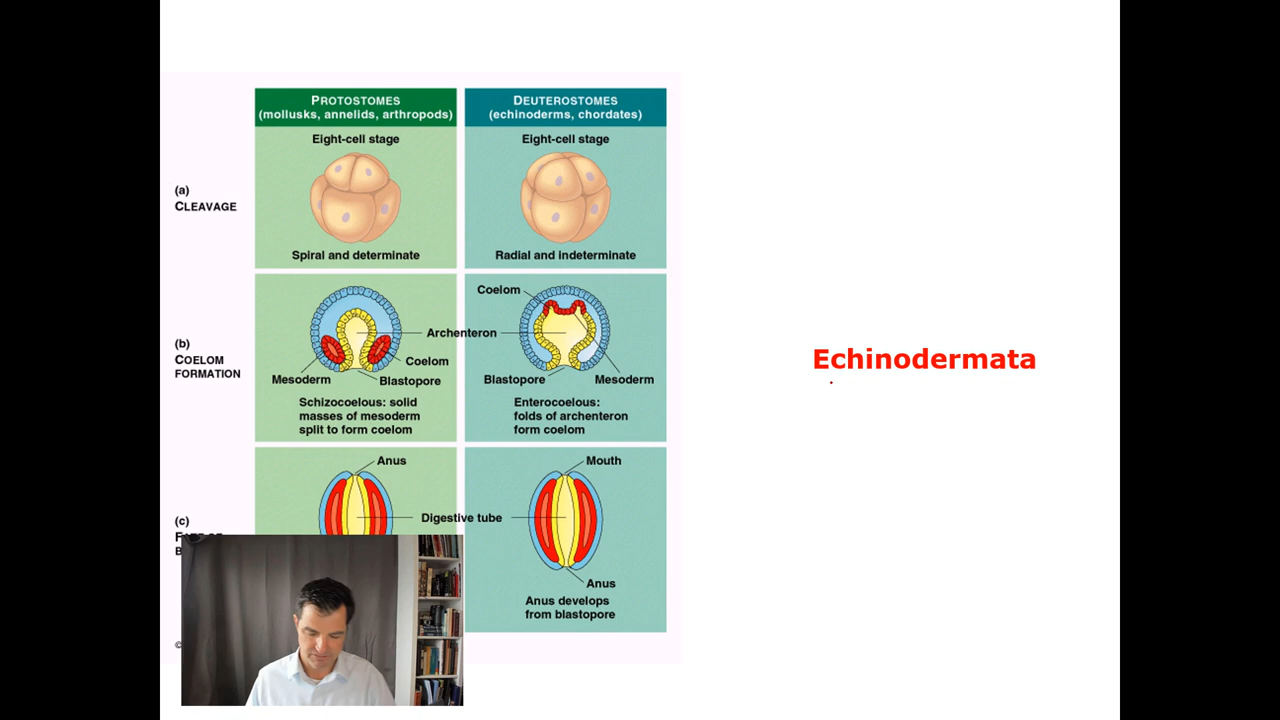 PROTOSTOMES
(mollusks, annelids, arthropods)
DEUTEROSTOMES
(echinoderms, chordates)
(a)
CLEAVAGE
Eight-cell stage
Spiral and determinate
Eight-cell stage
Radial and indeterminate
(b)
COELOM
FORMATION
Archenteron
Coelom
Mesoderm
Blastopore
Schizocoelous: solid
masses of mesoderm
split to form coelom
Coelom
Blastopore
Mesoderm
Enterocoelous:
folds of archenteron
form coelom
(c)
Anus
Digestive tube
Mouth
Anus
Anus develops
from blastopore
©
Echinodermata